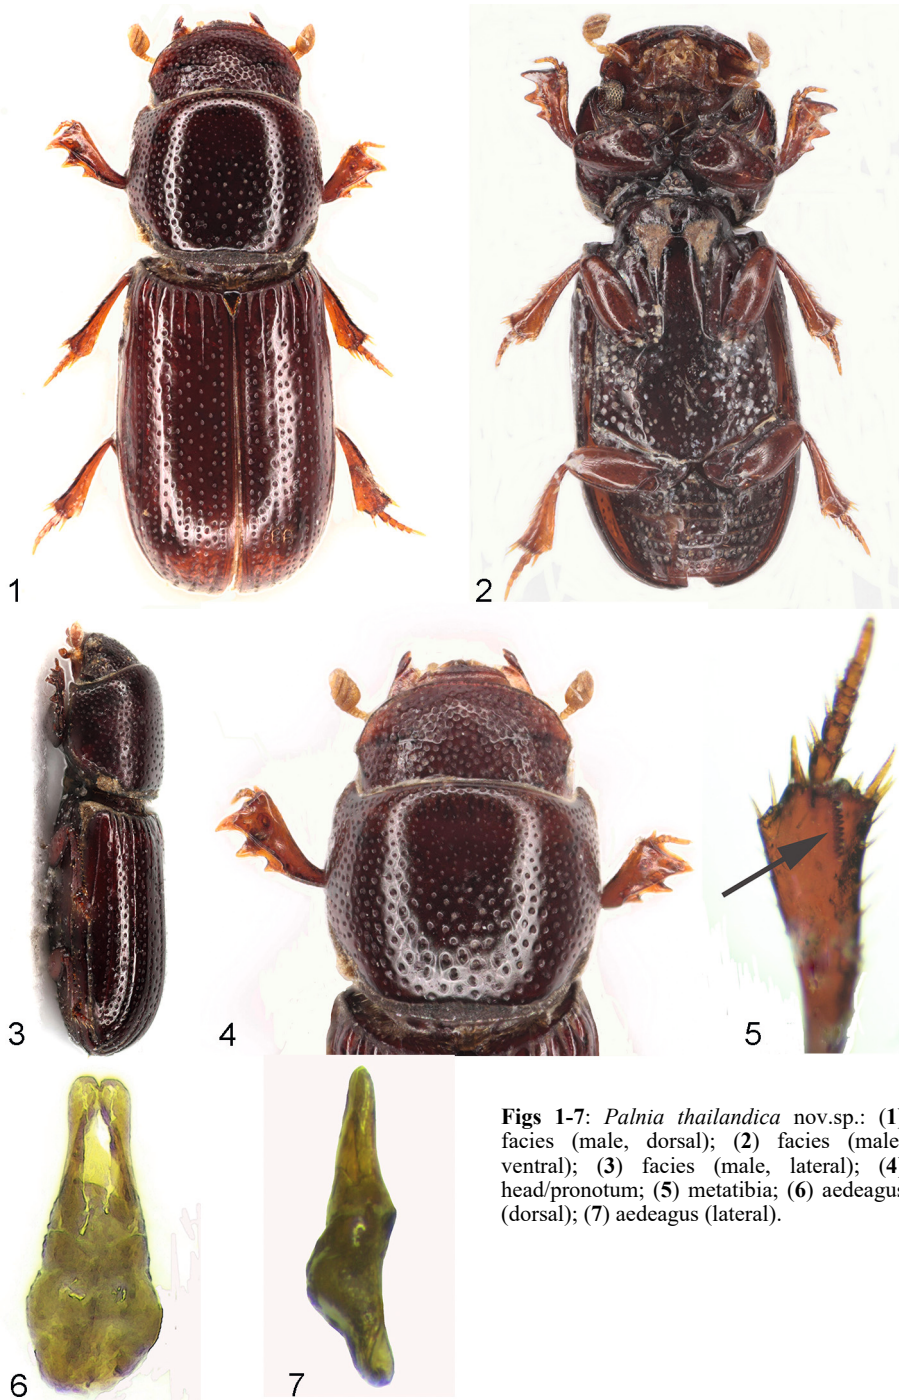 1
2
3
4
5
Figs 1-7: Palnia thailandica nov.sp.: (1)
facies (male, dorsal); (2) facies (male
ventral); (3) facies (male, lateral); (4)
head/pronotum; (5) metatibia; (6) aedeagus
(dorsal); (7) aedeagus (lateral).
6
7